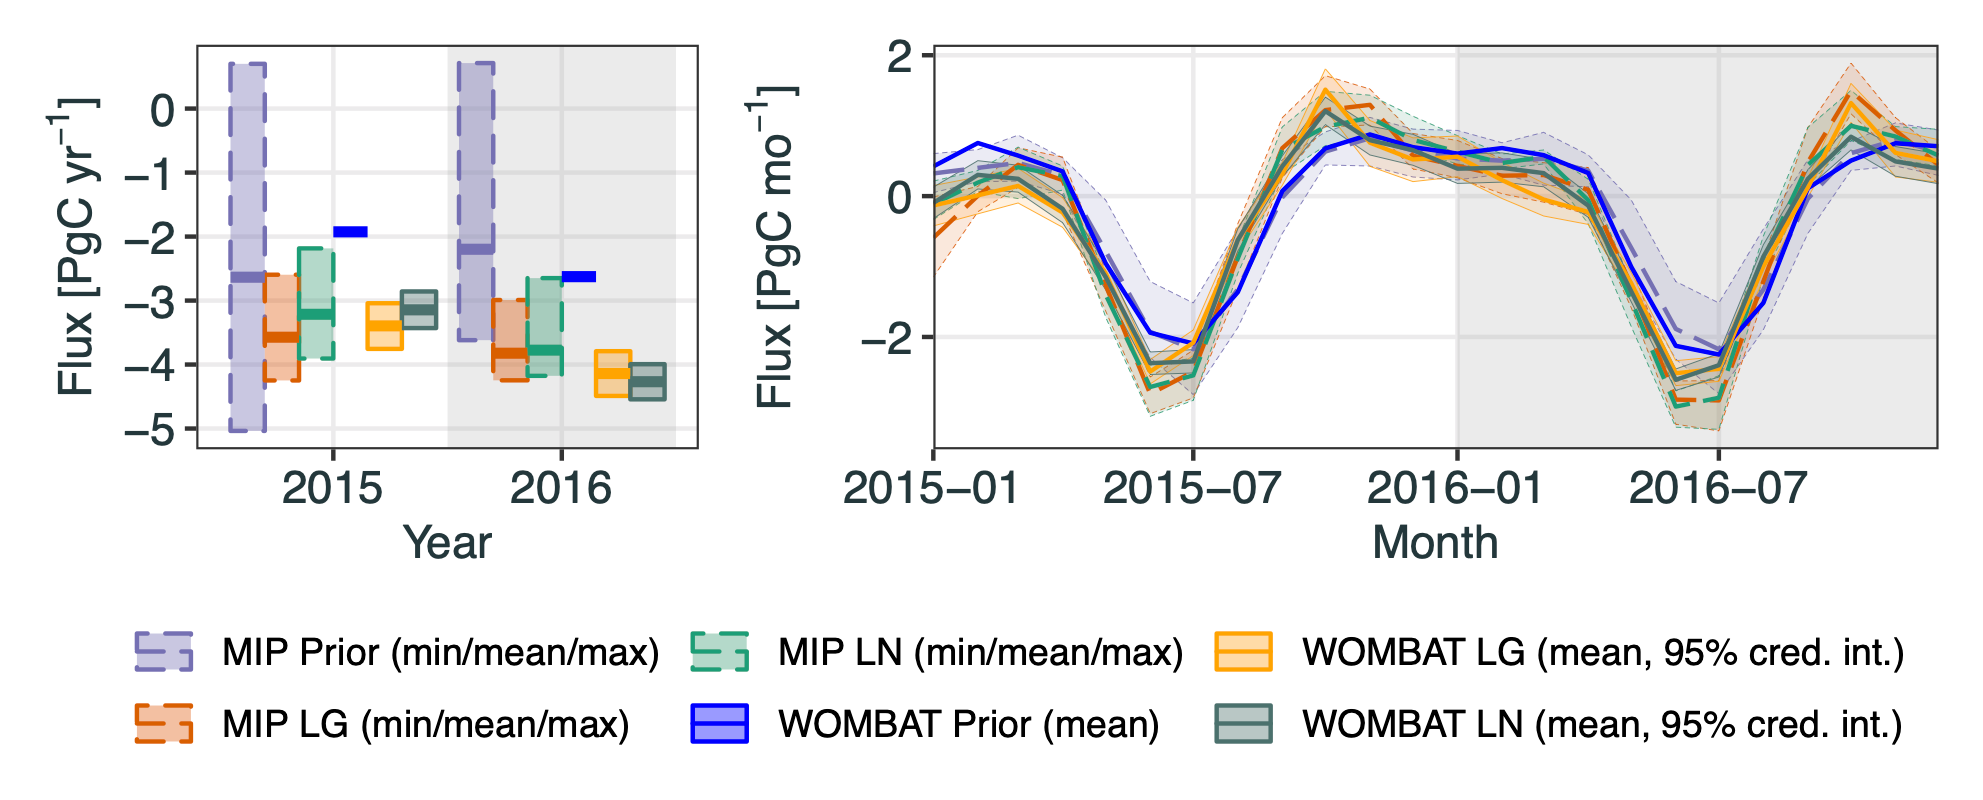 Flux [PgC yr⁻¹]
0
−1
−2
−3
−4
−5
2015 2016
Year
Flux [PgC mo⁻¹]
2
0
−2
2015−01 2015−07 2016−01 2016−07
Month
MIP Prior (min/mean/max) MIP LN (min/mean/max) WOMBAT LG (mean, 95% cred. int.)
MIP LG (min/mean/max) WOMBAT Prior (mean) WOMBAT LN (mean, 95% cred. int.)